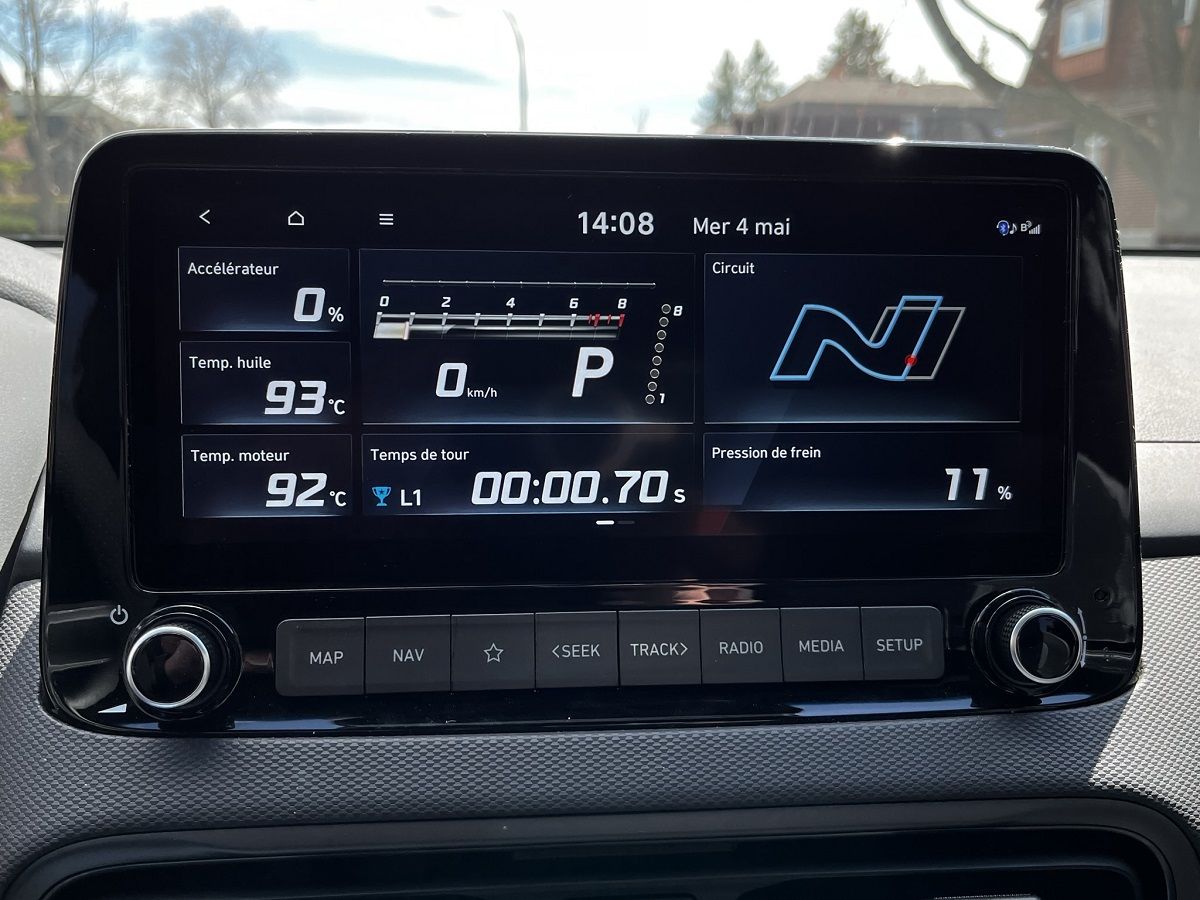 14:08 Mer 4 mai
B
Accélérateur
0 %
Temp. huile
93 °C
Temp. moteur
92 °C
0 2 4 6 8
8
0 km/h P
1
Temps de tour
L1 00:00.70 S
Circuit
N
Pression de frein
11 %
MAP NAV <SEEK TRACK> RADIO MEDIA SETUP